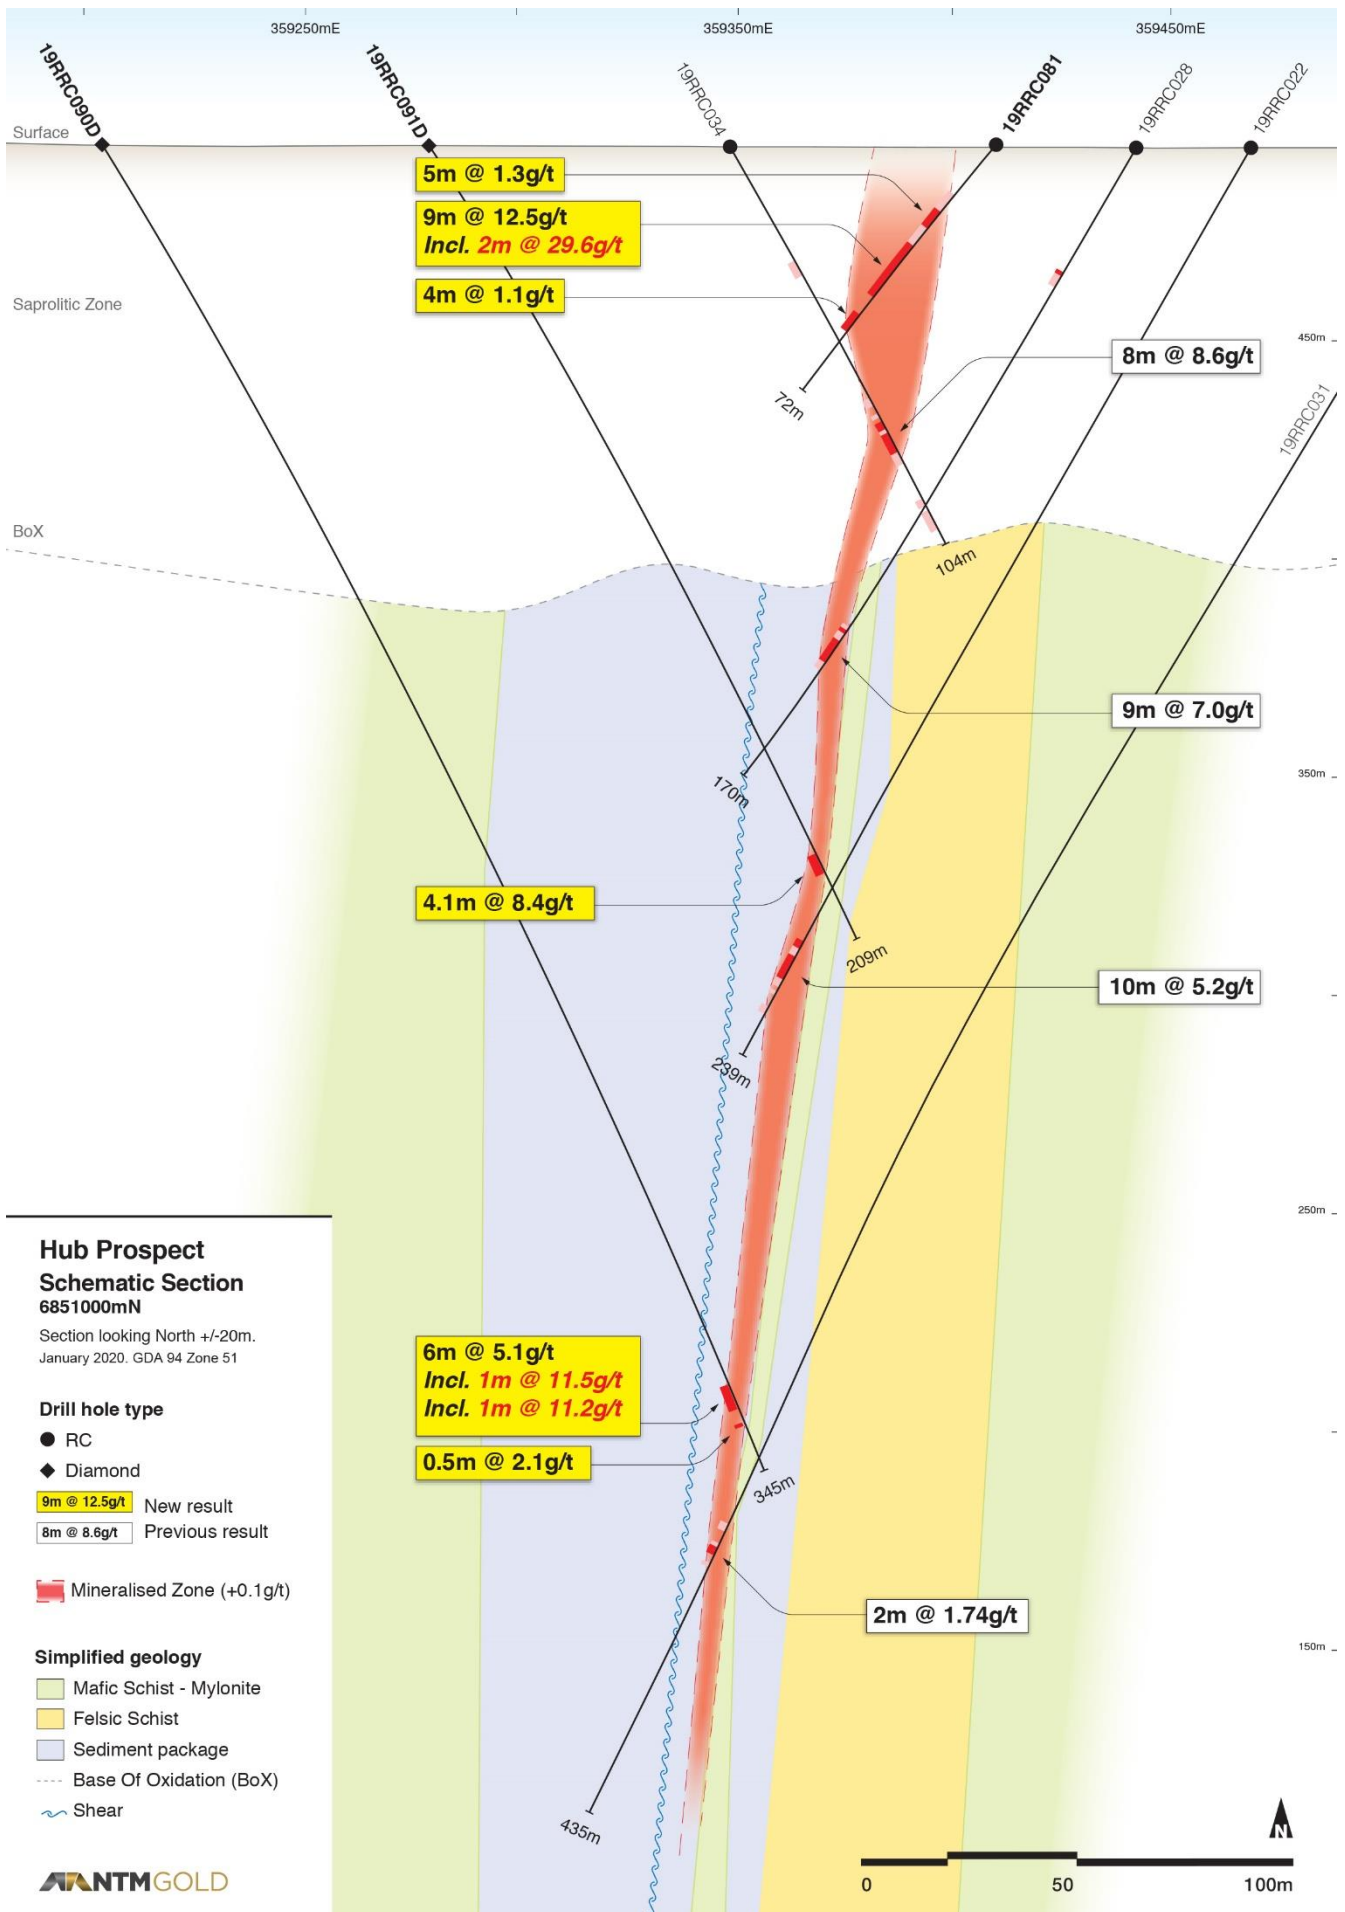 359250mE
359350mE
359450mE
19RRC090D
19RRC091D
19RRC034
19RRC081
19RRC028
19RRC022
Surface
5m @ 1.3g/t
9m @ 12.5g/t
Incl. 2m @ 29.6g/t
4m @ 1.1g/t
Saprolitic Zone
450m
8m @ 8.6g/t
72m
19RRC031
BoX
104m
9m @ 7.0g/t
350m
170m
4.1m @ 8.4g/t
209m
10m @ 5.2g/t
239m
250m
Hub Prospect
Schematic Section
6851000mN
Section looking North +/-20m.
January 2020. GDA 94 Zone 51
6m @ 5.1g/t
Incl. 1m @ 11.5g/t
Incl. 1m @ 11.2g/t
0.5m @ 2.1g/t
345m
Drill hole type
RC
Diamond
9m @ 12.5g/t New result
8m @ 8.6g/t Previous result
Mineralised Zone (+0.1g/t)
2m @ 1.74g/t
150m
Simplified geology
Mafic Schist - Mylonite
Felsic Schist
Sediment package
Base Of Oxidation (BoX)
Shear
435m
N
NTMGOLD
0 50 100m